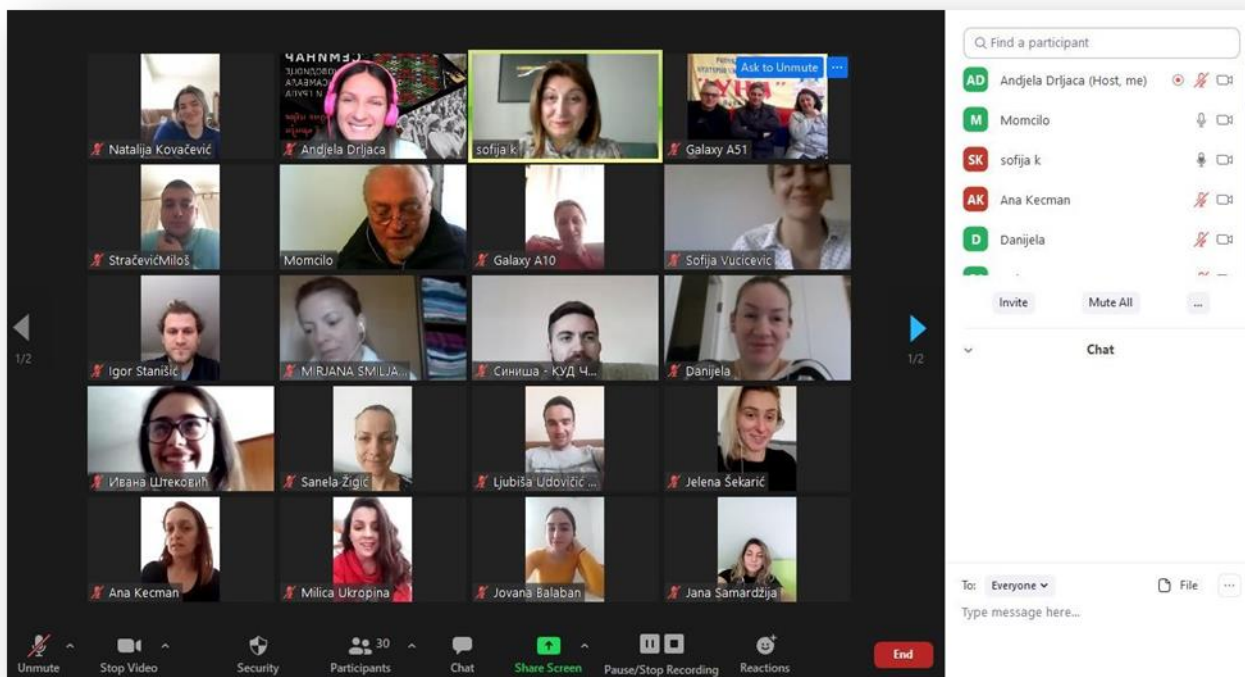 СЕМИНАР
Ask to Unmute ...
Natalija Kovačević
Andjela Drljaca
sofija k
Galaxy A51
StračevićMiloš
Momcilo
Galaxy A10
Sofija Vucicevic
1/2
Igor Stanišić
MIRJANA SMILJA...
Синиша - КУД Ч...
Danijela
1/2
Ивана Штековић
Sanela Žigić
Ljubiša Udovičić ...
Jelena Šekarić
Ana Kecman
Milica Ukropina
Jovana Balaban
Jana Samardžija
Unmute
Stop Video
Security
30
Participants
Chat
Share Screen
Pause/Stop Recording
Reactions
End
Find a participant
AD Andjela Drljaca (Host, me)
M Momcilo
SK sofija k
AK Ana Kecman
D Danijela
Invite
Mute All
...
Chat
To: Everyone
File
...
Type message here...